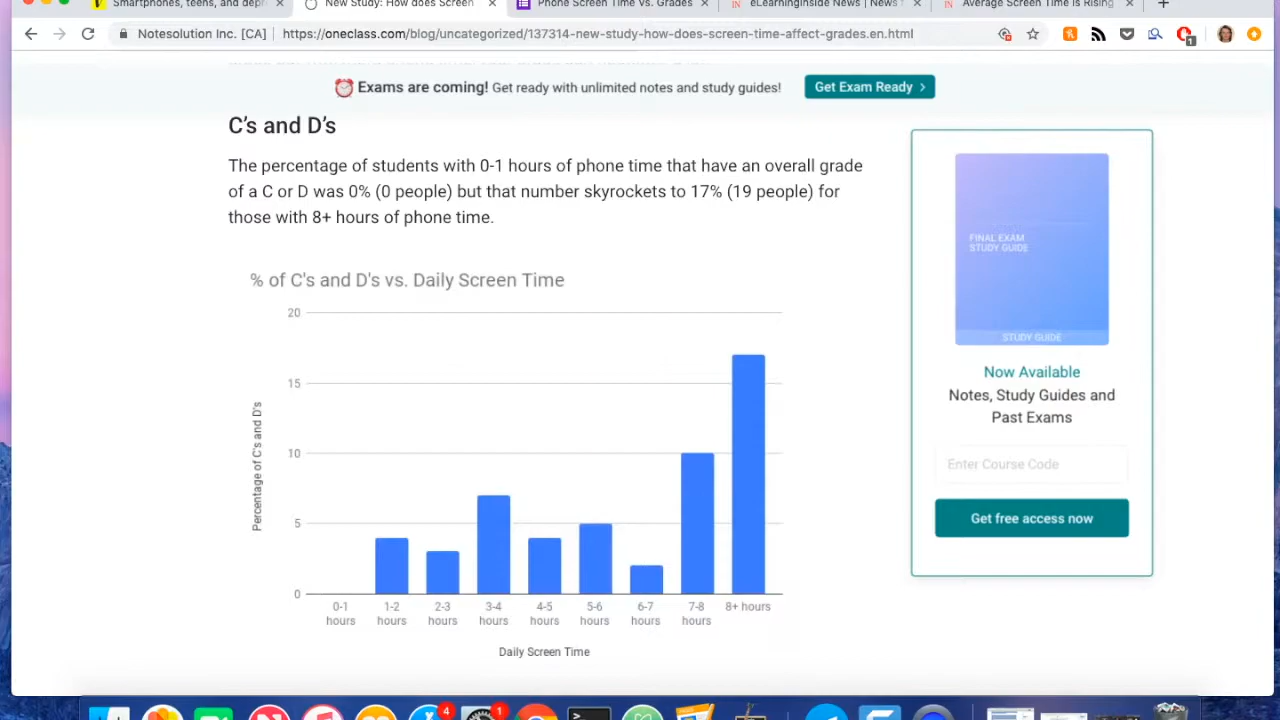 Smartphones, teens, and depr
New Study: How does Screen
Phone Screen Time Vs. Grades
eLearningInside News | News f
Average Screen Time Is Rising
Notesolution Inc. [CA] https://oneclass.com/blog/uncategorized/137314-new-study-how-does-screen-time-affect-grades.en.html
1
Exams are coming! Get ready with unlimited notes and study guides!
Get Exam Ready
C’s and D’s
The percentage of students with 0-1 hours of phone time that have an overall grade
of a C or D was 0% (0 people) but that number skyrockets to 17% (19 people) for
those with 8+ hours of phone time.
% of C's and D's vs. Daily Screen Time
Percentage of C's and D's
20
15
10
5
0
0-1 hours
1-2 hours
2-3 hours
3-4 hours
4-5 hours
5-6 hours
6-7 hours
7-8 hours
8+ hours
Daily Screen Time
FINAL EXAM
STUDY GUIDE
STUDY GUIDE
Now Available
Notes, Study Guides and
Past Exams
Enter Course Code
Get free access now
4
1